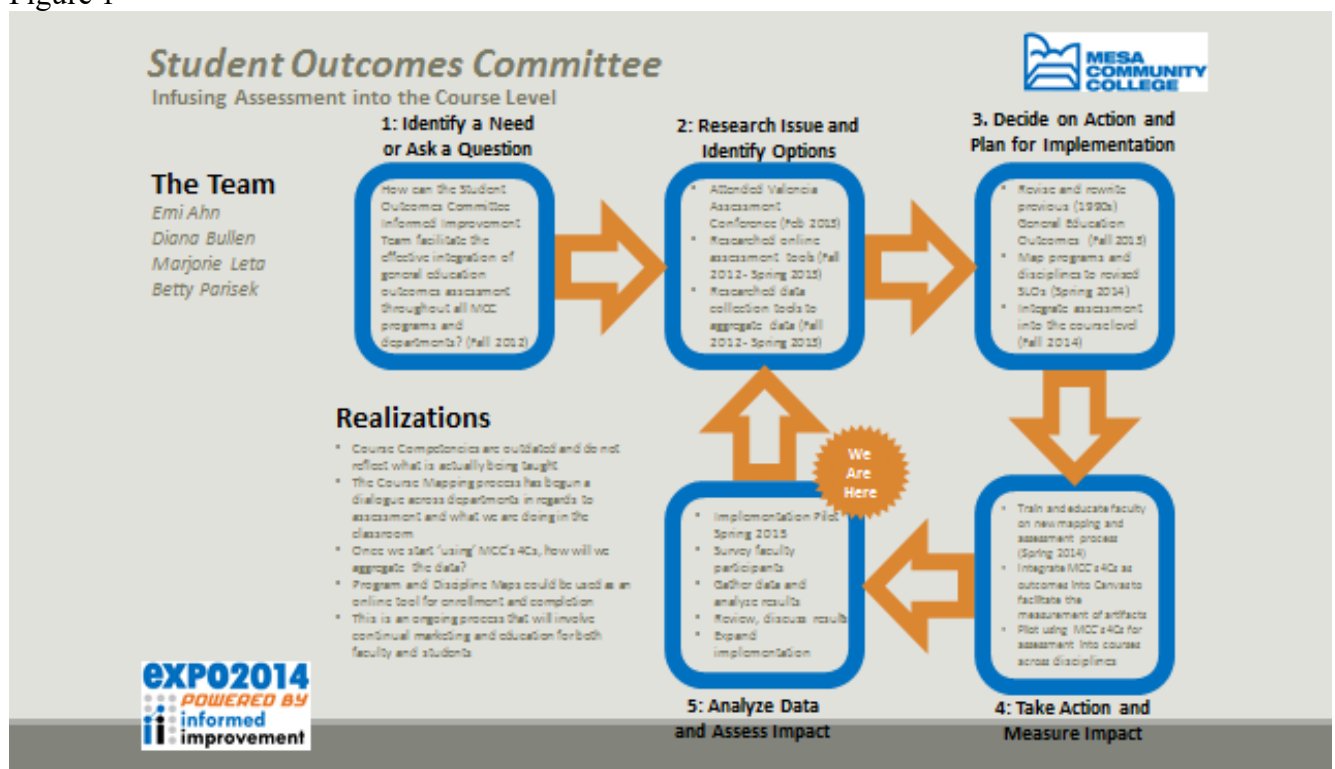 Figure 1
Student Outcomes Committee
Infusing Assessment into the Course Level
MESA
COMMUNITY
COLLEGE
The Team
Emi Ahn
Diana Bullen
Marjorie Leta
Betty Parisek
1: Identify a Need
or Ask a Question
How can the Student
Outcomes Committee
Informed Improvement
Team facilitate the
effective integration of
general education
outcomes assessment
throughout all MCC
programs and
departments? (Fall 2012)
2: Research Issue and
Identify Options
• Attended Valencia
Assessment
Conference (Feb 2013)
• Researched online
assessment tools (Fall
2012- Spring 2013)
• Researched data
collection tools to
aggregate data (Fall
2012- Spring 2013)
3. Decide on Action and
Plan for Implementation
• Revise and rewrite
previous (1990s)
General Education
Outcomes (Fall 2013)
• Map programs and
disciplines to revised
SLOs (Spring 2014)
• Integrate assessment
into the course level
(Fall 2014)
Realizations
• Course Competencies are outdated and do not
reflect what is actually being taught
• The Course Mapping process has begun a
dialogue across departments in regards to
assessment and what we are doing in the
classroom
• Once we start 'using' MCC's 4Cs, how will we
aggregate the data?
• Program and Discipline Maps could be used as an
online tool for enrollment and completion
• This is an ongoing process that will involve
continual marketing and education for both
faculty and students
We
Are
Here
• Implementation Pilot
Spring 2015
• Survey faculty
participants
• Gather data and
analyze results
• Review, discuss results
• Expand
implementation
5: Analyze Data
and Assess Impact
• Train and educate faculty
on new mapping and
assessment process
(Spring 2014)
• Integrate MCC's 4Cs as
outcomes into Canvas to
facilitate the
measurement of artifacts
• Pilot using MCC's 4Cs for
assessment into courses
across disciplines
4: Take Action and
Measure Impact
exPO2014
POWERED BY
informed
improvement